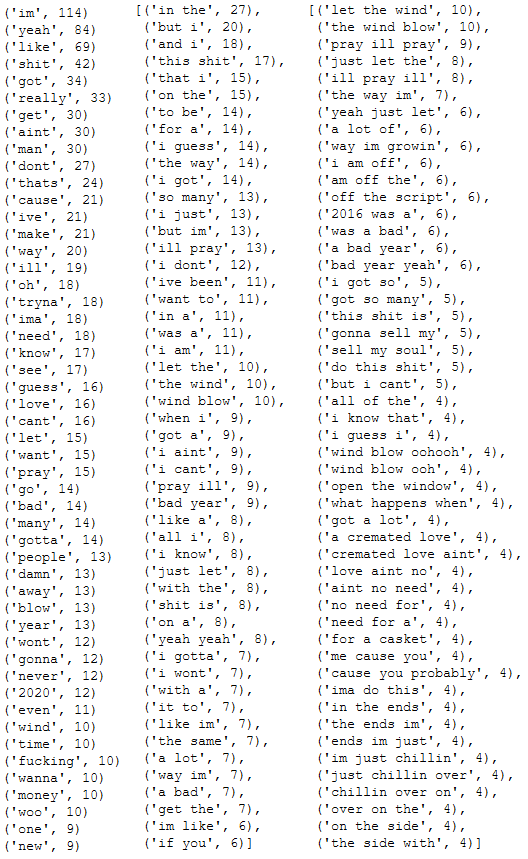 ('im', 114)
('yeah', 84)
('like', 69)
('shit', 42)
('got', 34)
('really', 33)
('get', 30)
('aint', 30)
('man', 30)
('dont', 27)
('thats', 24)
('cause', 21)
('ive', 21)
('make', 21)
('way', 20)
('ill', 19)
('oh', 18)
('tryna', 18)
('ima', 18)
('need', 18)
('know', 17)
('see', 17)
('guess', 16)
('love', 16)
('cant', 16)
('let', 15)
('want', 15)
('pray', 15)
('go', 14)
('bad', 14)
('many', 14)
('gotta', 14)
('people', 13)
('damn', 13)
('away', 13)
('blow', 13)
('year', 13)
('wont', 12)
('gonna', 12)
('never', 12)
('2020', 12)
('even', 11)
('wind', 10)
('time', 10)
('fucking', 10)
('wanna', 10)
('money', 10)
('woo', 10)
('one', 9)
('new', 9)
[('in the', 27),
('but i', 20),
('and i', 18),
('this shit', 17),
('that i', 15),
('on the', 15),
('to be', 14),
('for a', 14),
('i guess', 14),
('the way', 14),
('i got', 14),
('so many', 13),
('i just', 13),
('but im', 13),
('ill pray', 13),
('i dont', 12),
('ive been', 11),
('want to', 11),
('in a', 11),
('was a', 11),
('i am', 11),
('let the', 10),
('the wind', 10),
('wind blow', 10),
('when i', 9),
('got a', 9),
('i aint', 9),
('i cant', 9),
('pray ill', 9),
('bad year', 9),
('like a', 8),
('all i', 8),
('i know', 8),
('just let', 8),
('with the', 8),
('shit is', 8),
('on a', 8),
('yeah yeah', 8),
('i gotta', 7),
('i wont', 7),
('with a', 7),
('it to', 7),
('like im', 7),
('the same', 7),
('a lot', 7),
('way im', 7),
('a bad', 7),
('get the', 7),
('im like', 6),
('if you', 6)]
[('let the wind', 10),
('the wind blow', 10),
('pray ill pray', 9),
('just let the', 8),
('ill pray ill', 8),
('the way im', 7),
('yeah just let', 6),
('a lot of', 6),
('way im growin', 6),
('i am off', 6),
('am off the', 6),
('off the script', 6),
('2016 was a', 6),
('was a bad', 6),
('a bad year', 6),
('bad year yeah', 6),
('i got so', 5),
('got so many', 5),
('this shit is', 5),
('gonna sell my', 5),
('sell my soul', 5),
('do this shit', 5),
('but i cant', 5),
('all of the', 4),
('i know that', 4),
('i guess i', 4),
('wind blow oohooh', 4),
('wind blow ooh', 4),
('open the window', 4),
('what happens when', 4),
('got a lot', 4),
('a cremated love', 4),
('cremated love aint', 4),
('love aint no', 4),
('aint no need', 4),
('no need for', 4),
('need for a', 4),
('for a casket', 4),
('me cause you', 4),
('cause you probably', 4),
('ima do this', 4),
('in the ends', 4),
('the ends im', 4),
('ends im just', 4),
('im just chillin', 4),
('just chillin over', 4),
('chillin over on', 4),
('over on the', 4),
('on the side', 4),
('the side with', 4)]